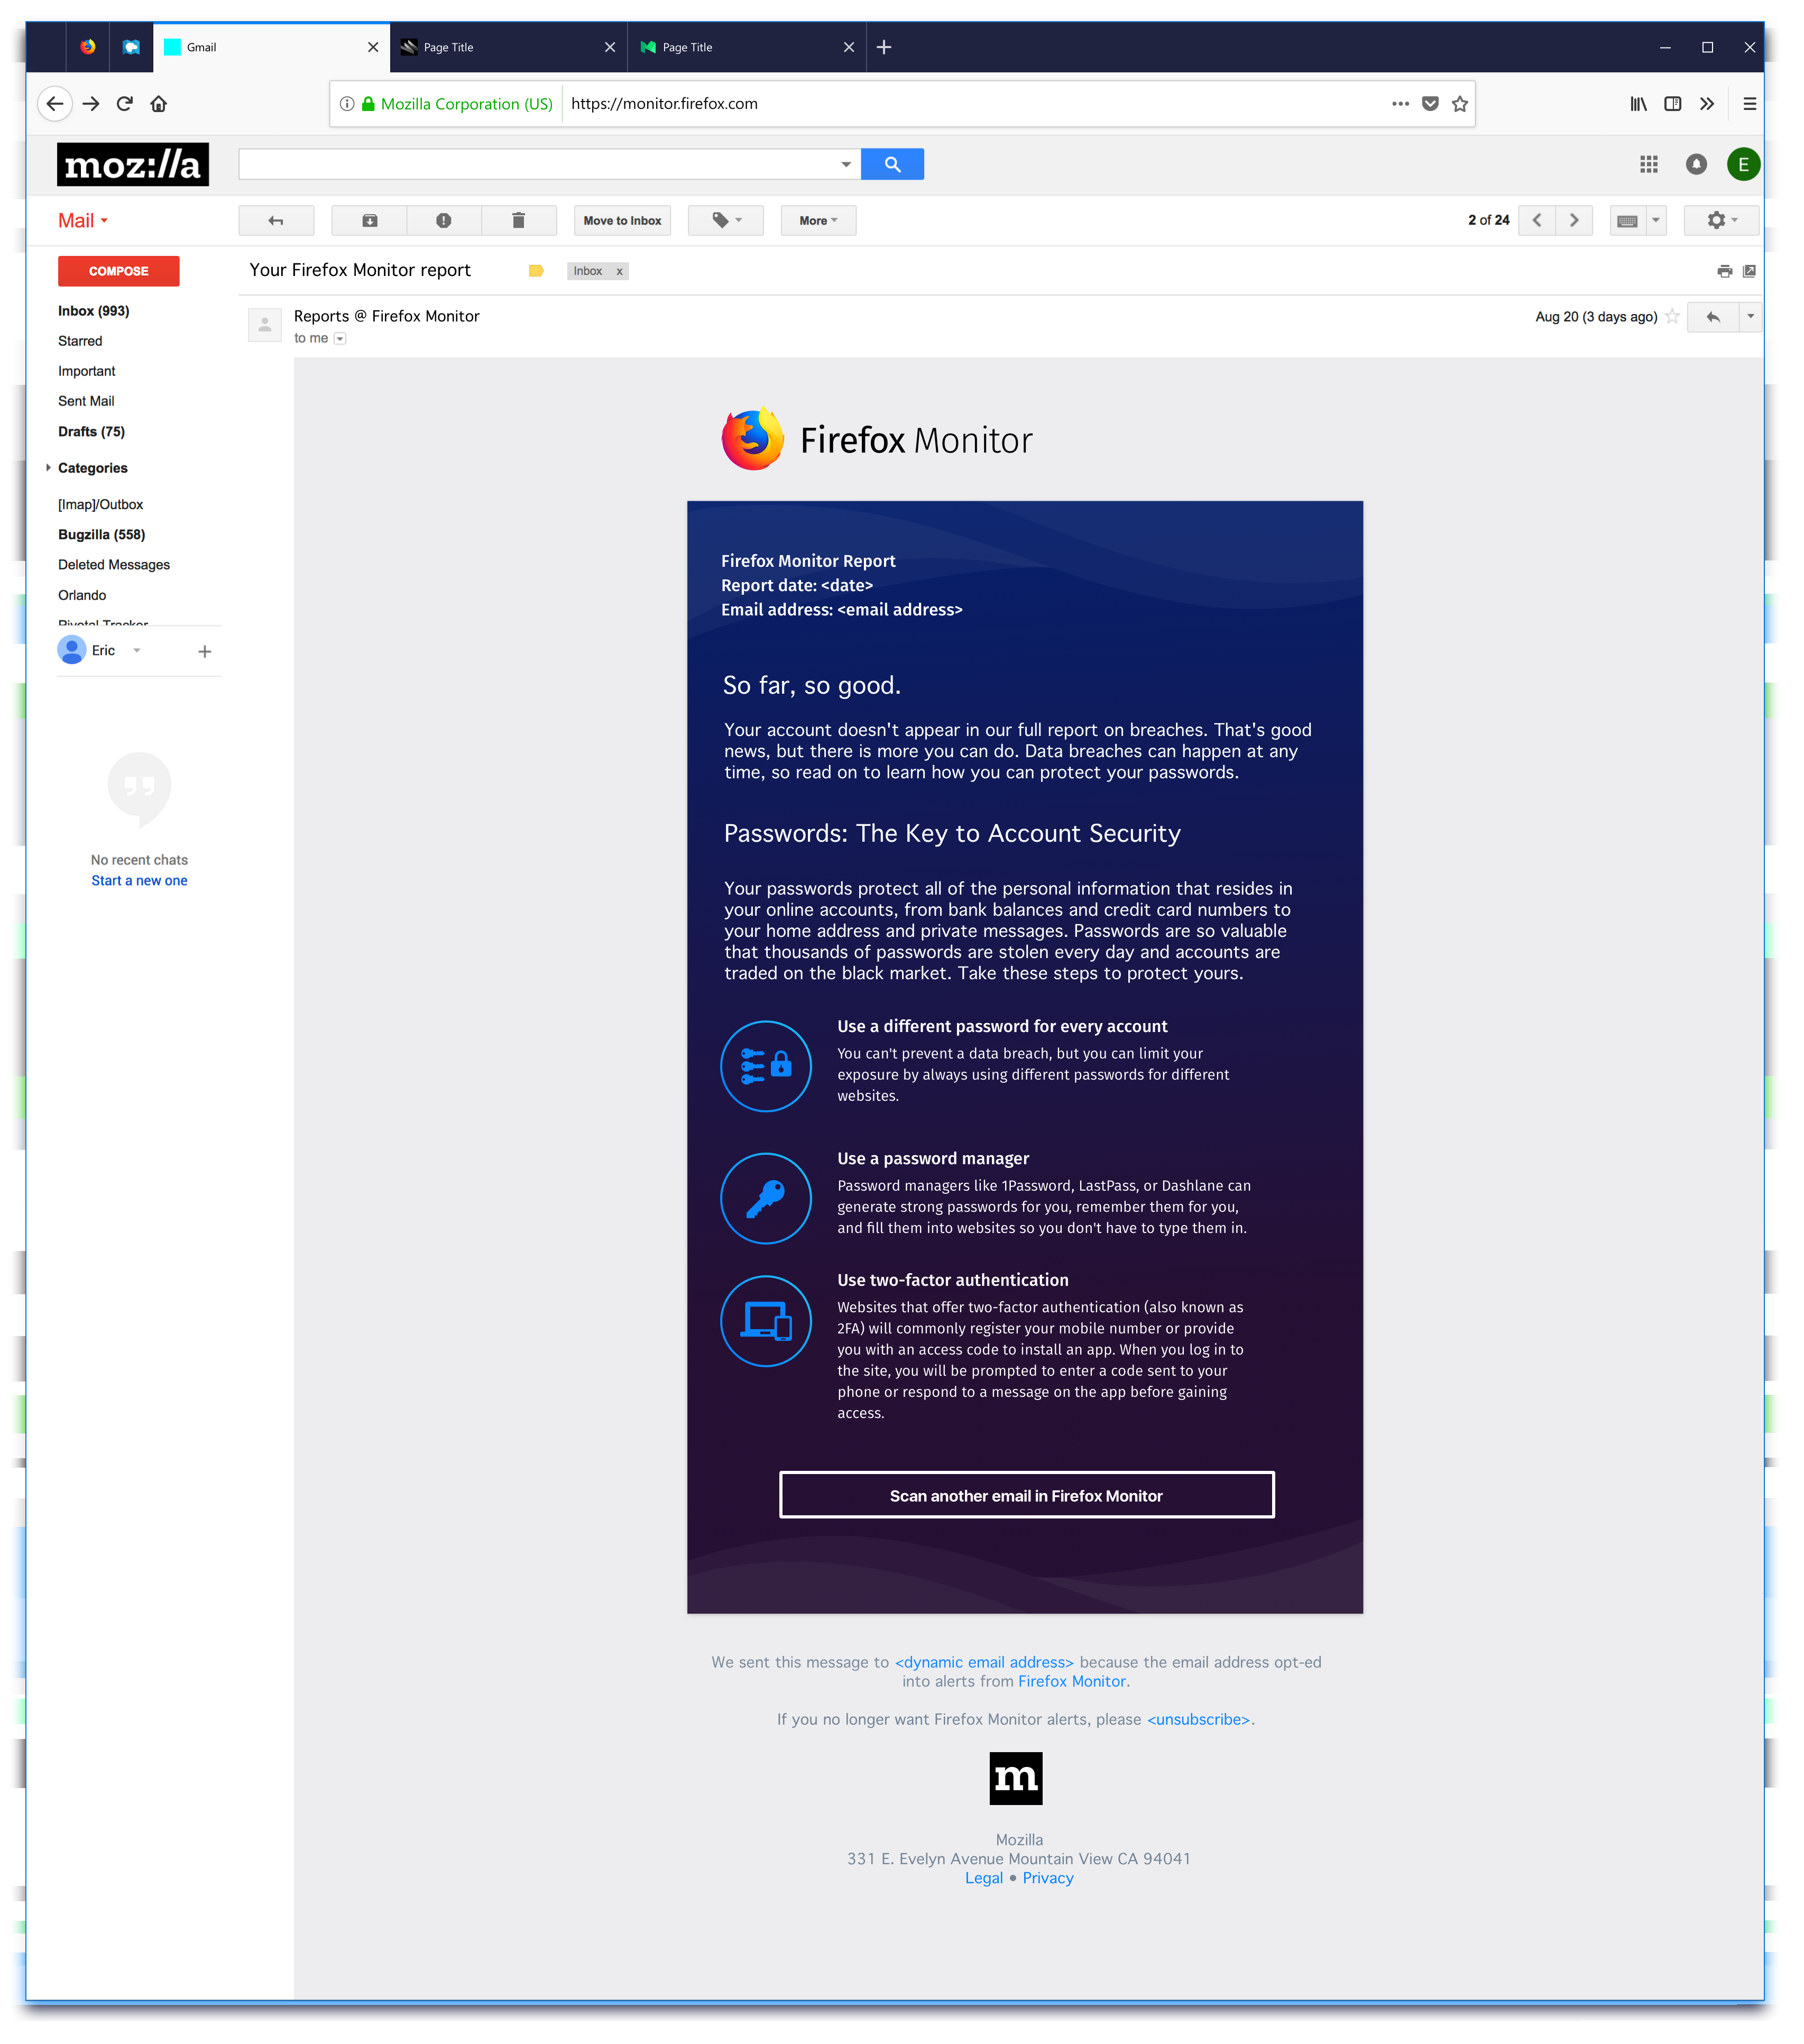 Gmail
Page Title
Page Title
Mozilla Corporation (US)
https://monitor.firefox.com
moz://a
Mail
Move to Inbox
More
2 of 24
COMPOSE
Your Firefox Monitor report
Inbox x
Inbox (993)
Starred
Important
Sent Mail
Drafts (75)
Categories
[Imap]/Outbox
Bugzilla (558)
Deleted Messages
Orlando
Pivotal Tracker
Eric
No recent chats
Start a new one
Reports @ Firefox Monitor
to me
Aug 20 (3 days ago)
E
Firefox Monitor
Firefox Monitor Report
Report date: <date>
Email address: <email address>
So far, so good.
Your account doesn't appear in our full report on breaches. That's good
news, but there is more you can do. Data breaches can happen at any
time, so read on to learn how you can protect your passwords.
Passwords: The Key to Account Security
Your passwords protect all of the personal information that resides in
your online accounts, from bank balances and credit card numbers to
your home address and private messages. Passwords are so valuable
that thousands of passwords are stolen every day and accounts are
traded on the black market. Take these steps to protect yours.
Use a different password for every account
You can't prevent a data breach, but you can limit your
exposure by always using different passwords for different
websites.
Use a password manager
Password managers like 1Password, LastPass, or Dashlane can
generate strong passwords for you, remember them for you,
and fill them into websites so you don't have to type them in.
Use two-factor authentication
Websites that offer two-factor authentication (also known as
2FA) will commonly register your mobile number or provide
you with an access code to install an app. When you log in to
the site, you will be prompted to enter a code sent to your
phone or respond to a message on the app before gaining
access.
Scan another email in Firefox Monitor
We sent this message to <dynamic email address> because the email address opt-ed
into alerts from Firefox Monitor.
If you no longer want Firefox Monitor alerts, please <unsubscribe>.
m
Mozilla
331 E. Evelyn Avenue Mountain View CA 94041
Legal • Privacy